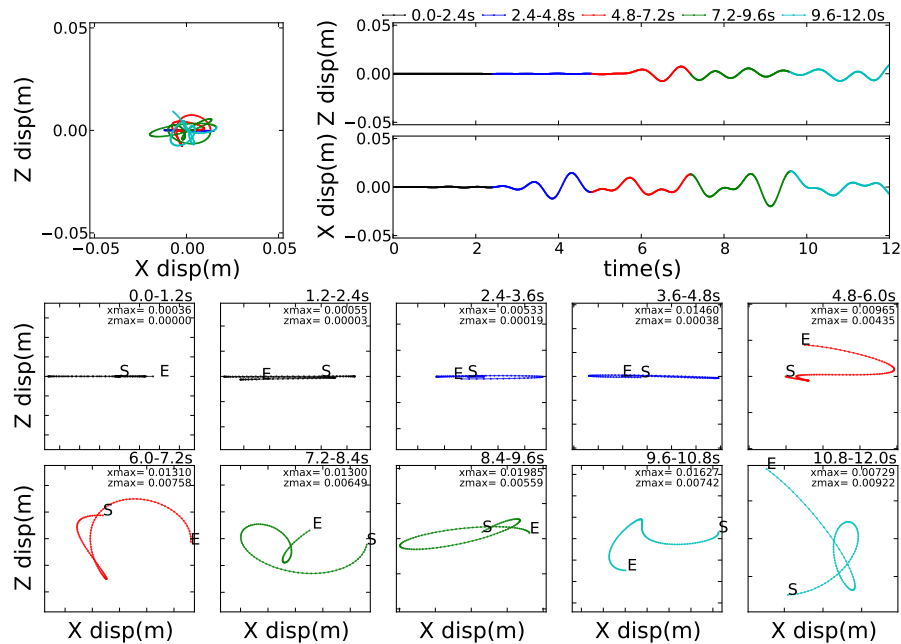 0.0-2.4s 2.4-4.8s 4.8-7.2s 7.2-9.6s 9.6-12.0s
0.05
0.00
−0.05
Z disp(m)
−0.05 0.00 0.05
X disp(m)
0.05
0.00
−0.05
Z disp(m)
0.05
0.00
−0.05
X disp(m)
0 2 4 6 8 10 12
time(s)
0.0-1.2s
xmax= 0.00036
zmax= 0.00000
S E
1.2-2.4s
xmax= 0.00055
zmax= 0.00003
E S
2.4-3.6s
xmax= 0.00533
zmax= 0.00019
E S
3.6-4.8s
xmax= 0.01460
zmax= 0.00038
E S
4.8-6.0s
xmax= 0.00965
zmax= 0.00435
E
S
Z disp(m)
6.0-7.2s
xmax= 0.01310
zmax= 0.00758
S
E
7.2-8.4s
xmax= 0.01300
zmax= 0.00649
E
S
8.4-9.6s
xmax= 0.01985
zmax= 0.00559
S E
9.6-10.8s
xmax= 0.01627
zmax= 0.00742
S
E
10.8-12.0s
xmax= 0.00729
zmax= 0.00922
E
S
Z disp(m)
X disp(m) X disp(m) X disp(m) X disp(m) X disp(m)